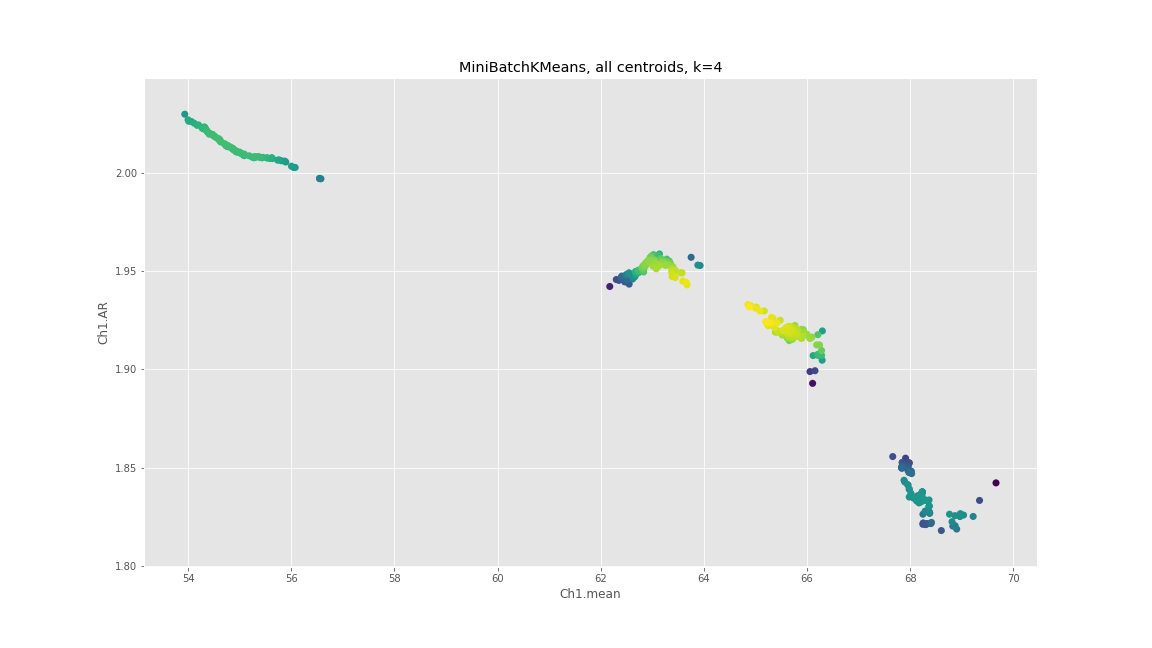 MiniBatchKMeans, all centroids, k=4
Ch1.AR
2.00
1.95
1.90
1.85
1.80
54 56 58 60 62 64 66 68 70
Ch1.mean